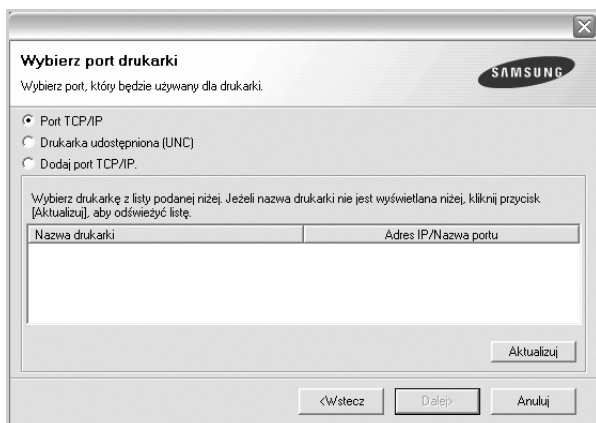 Wybierz port drukarki
Wybierz port, który będzie używany dla drukarki.
SAMSUNG
Port TCP/IP
Drukarka udostępniona (UNC)
Dodaj port TCP/IP.
Wybierz drukarkę z listy podanej niżej. Jeżeli nazwa drukarki nie jest wyświetlana niżej, kliknij przycisk
[Aktualizuj], aby odświeżyć listę.
Nazwa drukarki Adres IP/Nazwa portu
Aktualizuj
<Wstecz Dalej> Anuluj